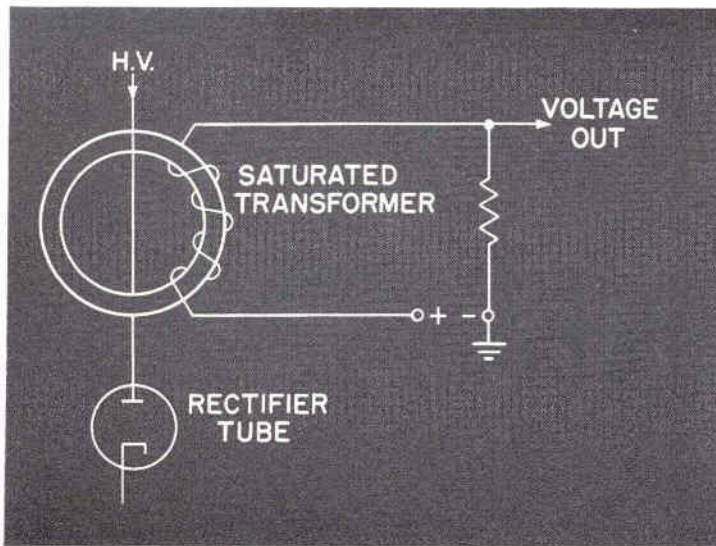 H.V.
VOLTAGE
OUT
SATURATED
TRANSFORMER
+ -
RECTIFIER
TUBE